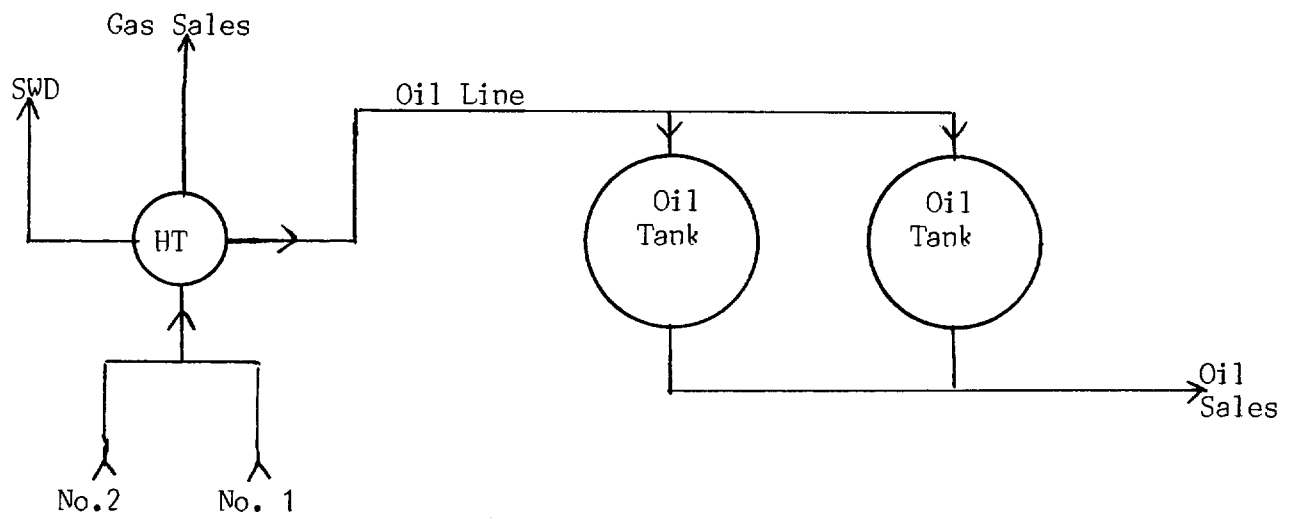 Gas Sales
SWD
Oil Line
Oil
Tank
Oil
Tank
HT
Oil
Sales
No.2
No. 1